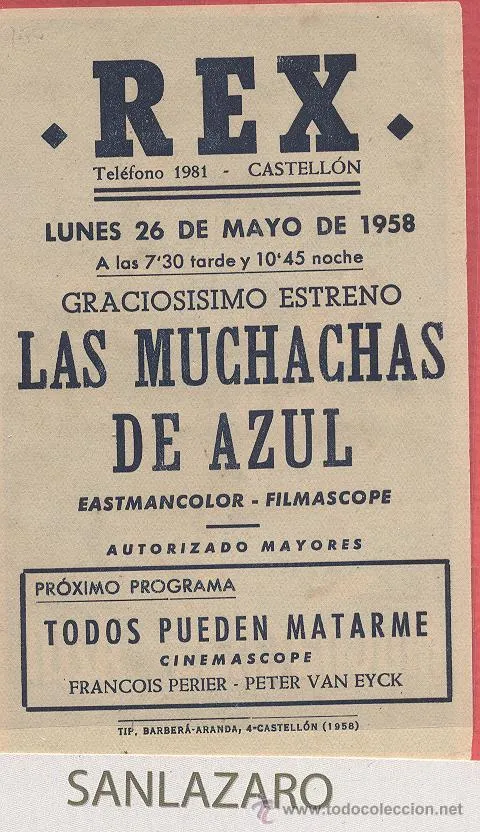 REX
Teléfono 1981 - CASTELLÓN
LUNES 26 DE MAYO DE 1958
A las 7'30 tarde y 10'45 noche
GRACIOSISIMO ESTRENO
LAS MUCHACHAS
DE AZUL
EASTMANCOLOR - FILMASCOPE
AUTORIZADO MAYORES
PRÓXIMO PROGRAMA
TODOS PUEDEN MATARME
CINEMASCOPE
FRANCOIS PERIER - PETER VAN EYCK
TIP. BARBERÁ-ARANDA, 4-CASTELLÓN (1958)
SANLAZARO
www.todocoleccion.net